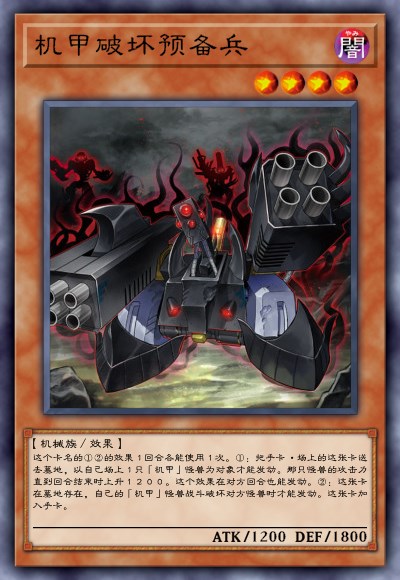 机甲破坏预备兵
やみ
闇
【机械族／效果】
这个卡名的①②的效果1回合各能使用1次。①：把手卡·场上的这张卡送
去墓地，以自己场上1只「机甲」怪兽为对象才能发动。那只怪兽的攻击力
直到回合结束时上升1200。这个效果在对方回合也能发动。②：这张卡
在墓地存在，自己的「机甲」怪兽战斗破坏对方怪兽时才能发动。这张卡加
入手卡。
ATK/1200 DEF/1800